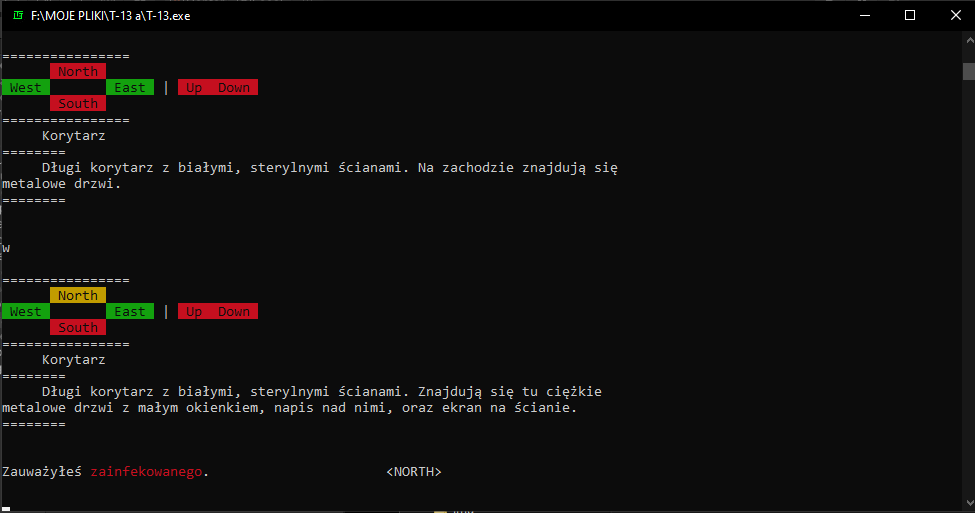 F:\MOJE PLIKI\T-13 a\T-13.exe
================
North
West East | Up Down
South
================
Korytarz
========
Długi korytarz z białymi, sterylnymi ścianami. Na zachodzie znajdują się
metalowe drzwi.
========
w
================
North
West East | Up Down
South
================
Korytarz
========
Długi korytarz z białymi, sterylnymi ścianami. Znajdują się tu ciężkie
metalowe drzwi z małym okienkiem, napis nad nimi, oraz ekran na ścianie.
========
Zauważyłeś zainfekowanego. <NORTH>